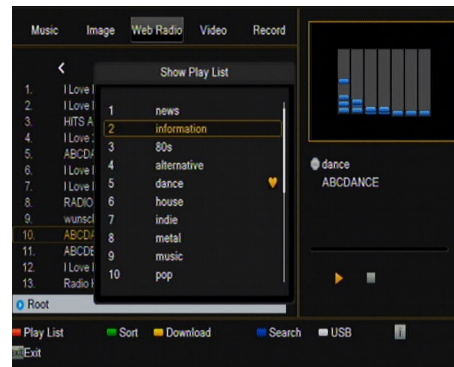 Music Image Web Radio Video Record
Show Play List
1. I Love
2. I Love
3. HITS A
4. I Love
5. ABCD
6. I Love
7. I Love
8. RADIO
9. wunscl
10. ABCDA
11. ABCDE
12. I Love
13. Radio
1 news
2 information
3 80s
4 alternative
5 dance
6 house
7 indie
8 metal
9 music
10 pop
dance
ABCDANCE
Root
Play List Sort Download Search USB i
Exit